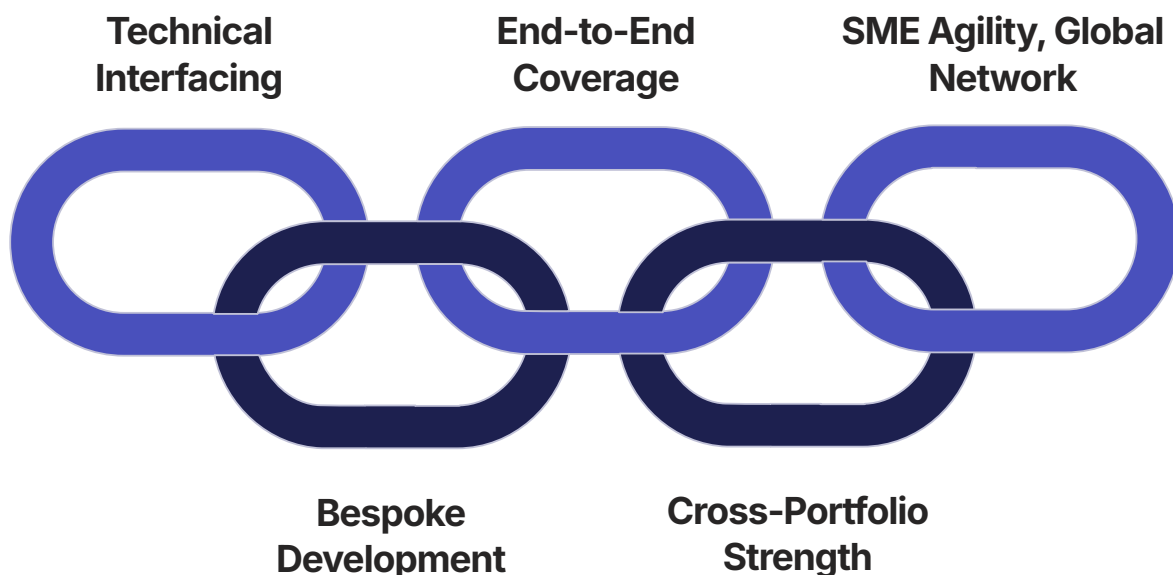 Technical
Interfacing
End-to-End
Coverage
SME Agility, Global
Network
Bespoke
Development
Cross-Portfolio
Strength